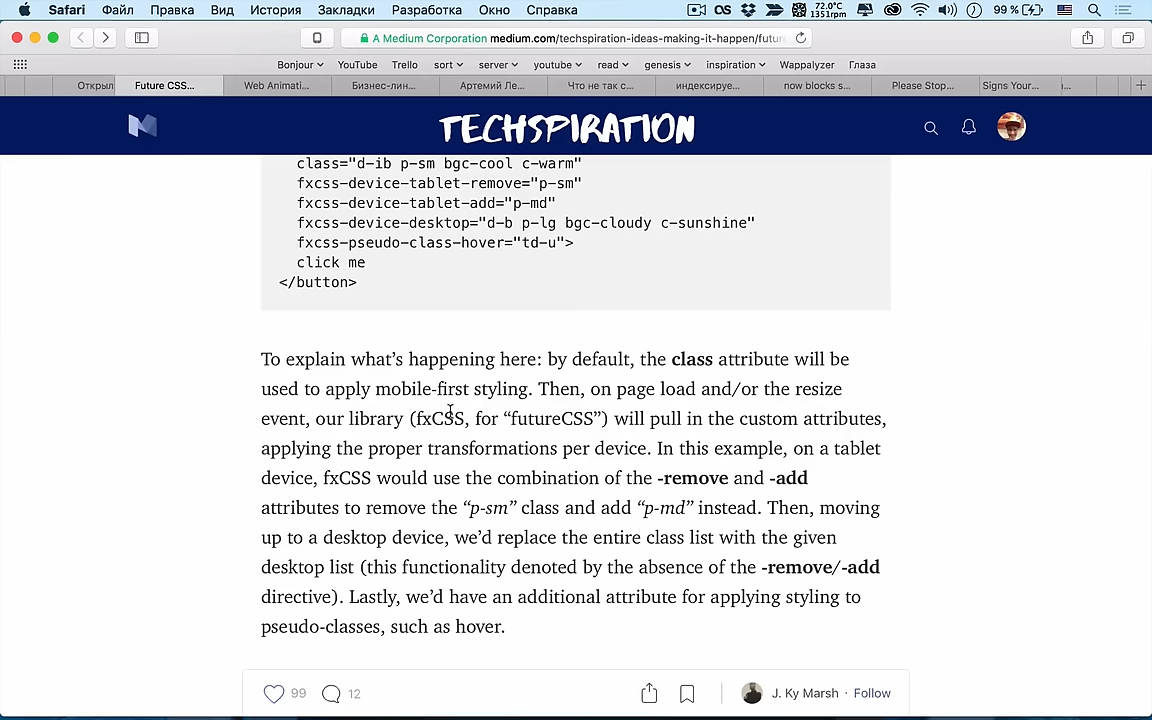 Safari Файл Правка Вид История Закладки Разработка Окно Справка 72.0°C 1351rpm 99 %
A Medium Corporation medium.com/techspiration-ideas-making-it-happen/futur
Bonjour YouTube Trello sort server youtube read genesis inspiration Wappalyzer Глаза
Открыл Future CSS... Web Animati... Бизнес-лин... Артемий Ле... Что не так с... индексируе... now blocks s... Please Stop... Signs Your...
TECHSPIRATION
class="d-ib p-sm bgc-cool c-warm"
fxcss-device-tablet-remove="p-sm"
fxcss-device-tablet-add="p-md"
fxcss-device-desktop="d-b p-lg bgc-cloudy c-sunshine"
fxcss-pseudo-class-hover="td-u">
click me
</button>
To explain what’s happening here: by default, the class attribute will be
used to apply mobile-first styling. Then, on page load and/or the resize
event, our library (fxCSS, for “futureCSS”) will pull in the custom attributes,
applying the proper transformations per device. In this example, on a tablet
device, fxCSS would use the combination of the -remove and -add
attributes to remove the “p-sm” class and add “p-md” instead. Then, moving
up to a desktop device, we’d replace the entire class list with the given
desktop list (this functionality denoted by the absence of the -remove/-add
directive). Lastly, we’d have an additional attribute for applying styling to
pseudo-classes, such as hover.
99 12 J. Ky Marsh · Follow